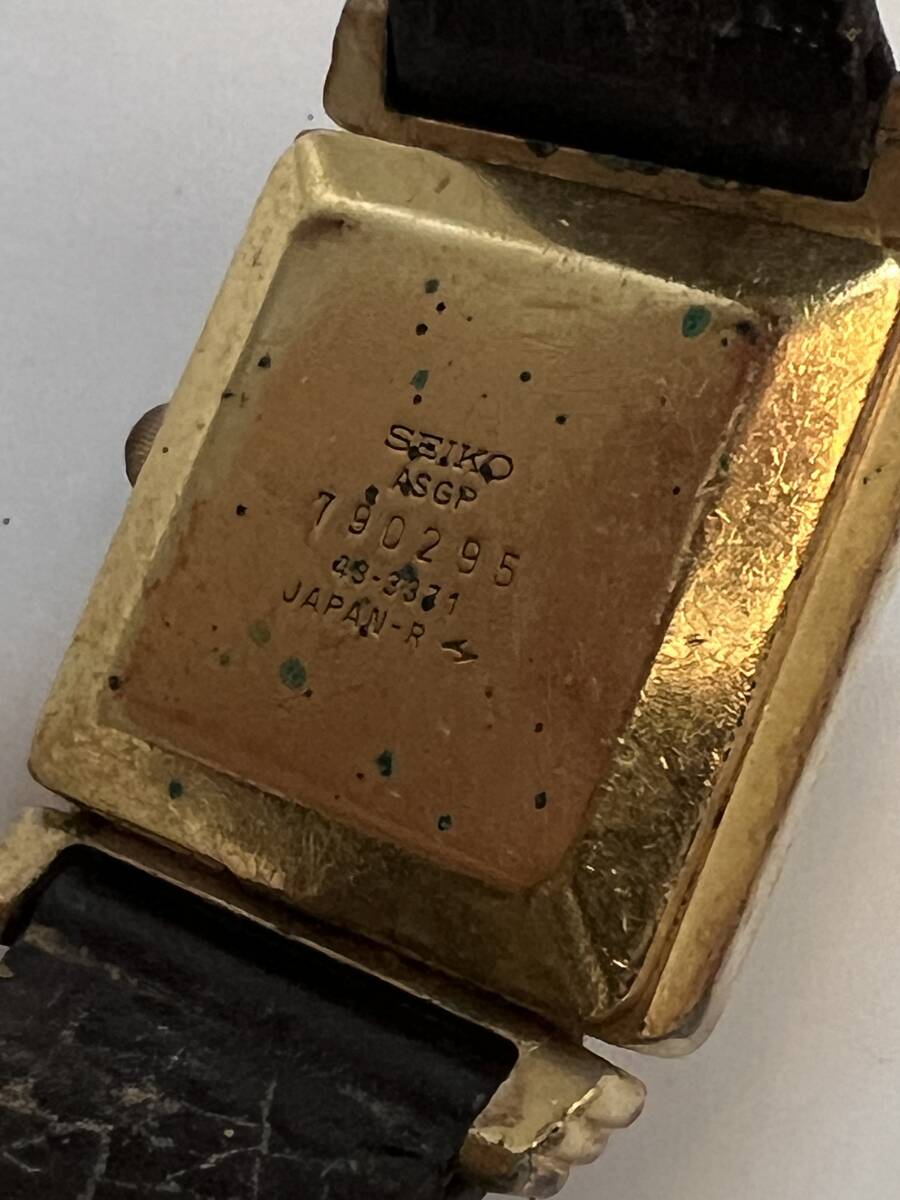 SEIKO
ASGP
790295
43-3371
JAPAN-R